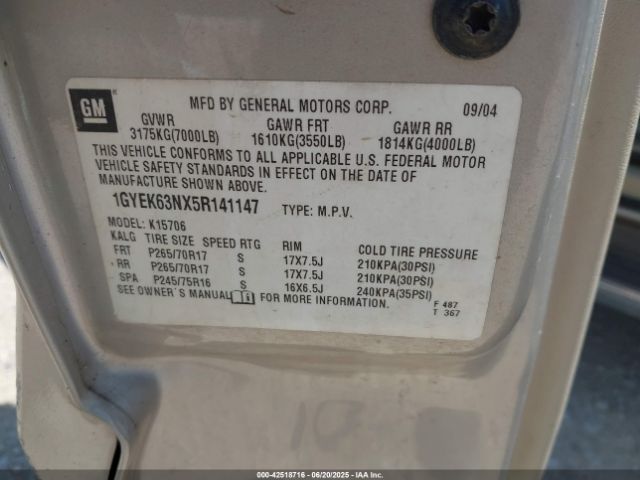 GM
MFD BY GENERAL MOTORS CORP. 09/04
GVWR GAWR FRT GAWR RR
3175KG(7000LB) 1610KG(3550LB) 1814KG(4000LB)
THIS VEHICLE CONFORMS TO ALL APPLICABLE U.S. FEDERAL MOTOR
VEHICLE SAFETY STANDARDS IN EFFECT ON THE DATE OF
MANUFACTURE SHOWN ABOVE.
1GYEK63NX5R141147 TYPE: M.P.V.
MODEL: K15706
KALG TIRE SIZE SPEED RTG RIM COLD TIRE PRESSURE
FRT P265/70R17 S 17X7.5J 210KPA(30PSI)
RR P265/70R17 S 17X7.5J 210KPA(30PSI)
SPA P245/75R16 S 16X6.5J 240KPA(35PSI)
SEE OWNER'S MANUAL FOR MORE INFORMATION.
F 487
T 367
000-42518716 - 06/20/2025 - IAAI.com